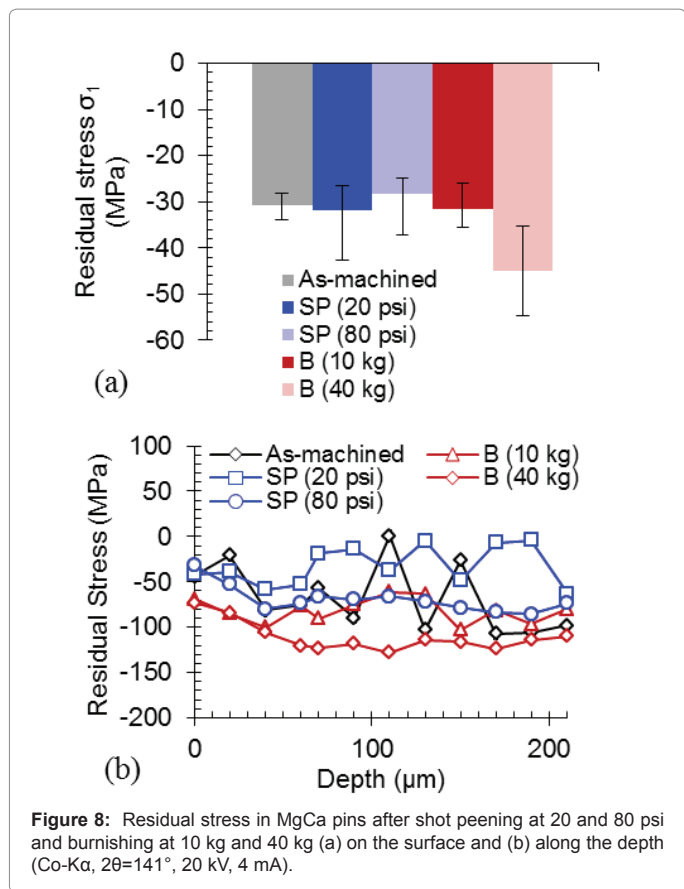 0
-10
-20
-30
-40
-50
-60
Residual stress σ1
(MPa)
As-machined
SP (20 psi)
SP (80 psi)
B (10 kg)
B (40 kg)
(a)
100
50
0
-50
-100
-150
-200
Residual Stress (MPa)
As-machined
B (10 kg)
SP (20 psi)
B (40 kg)
SP (80 psi)
0
100
200
Depth (µm)
(b)
Figure 8: Residual stress in MgCa pins after shot peening at 20 and 80 psi
and burnishing at 10 kg and 40 kg (a) on the surface and (b) along the depth
(Co-Kα, 2θ=141°, 20 kV, 4 mA).